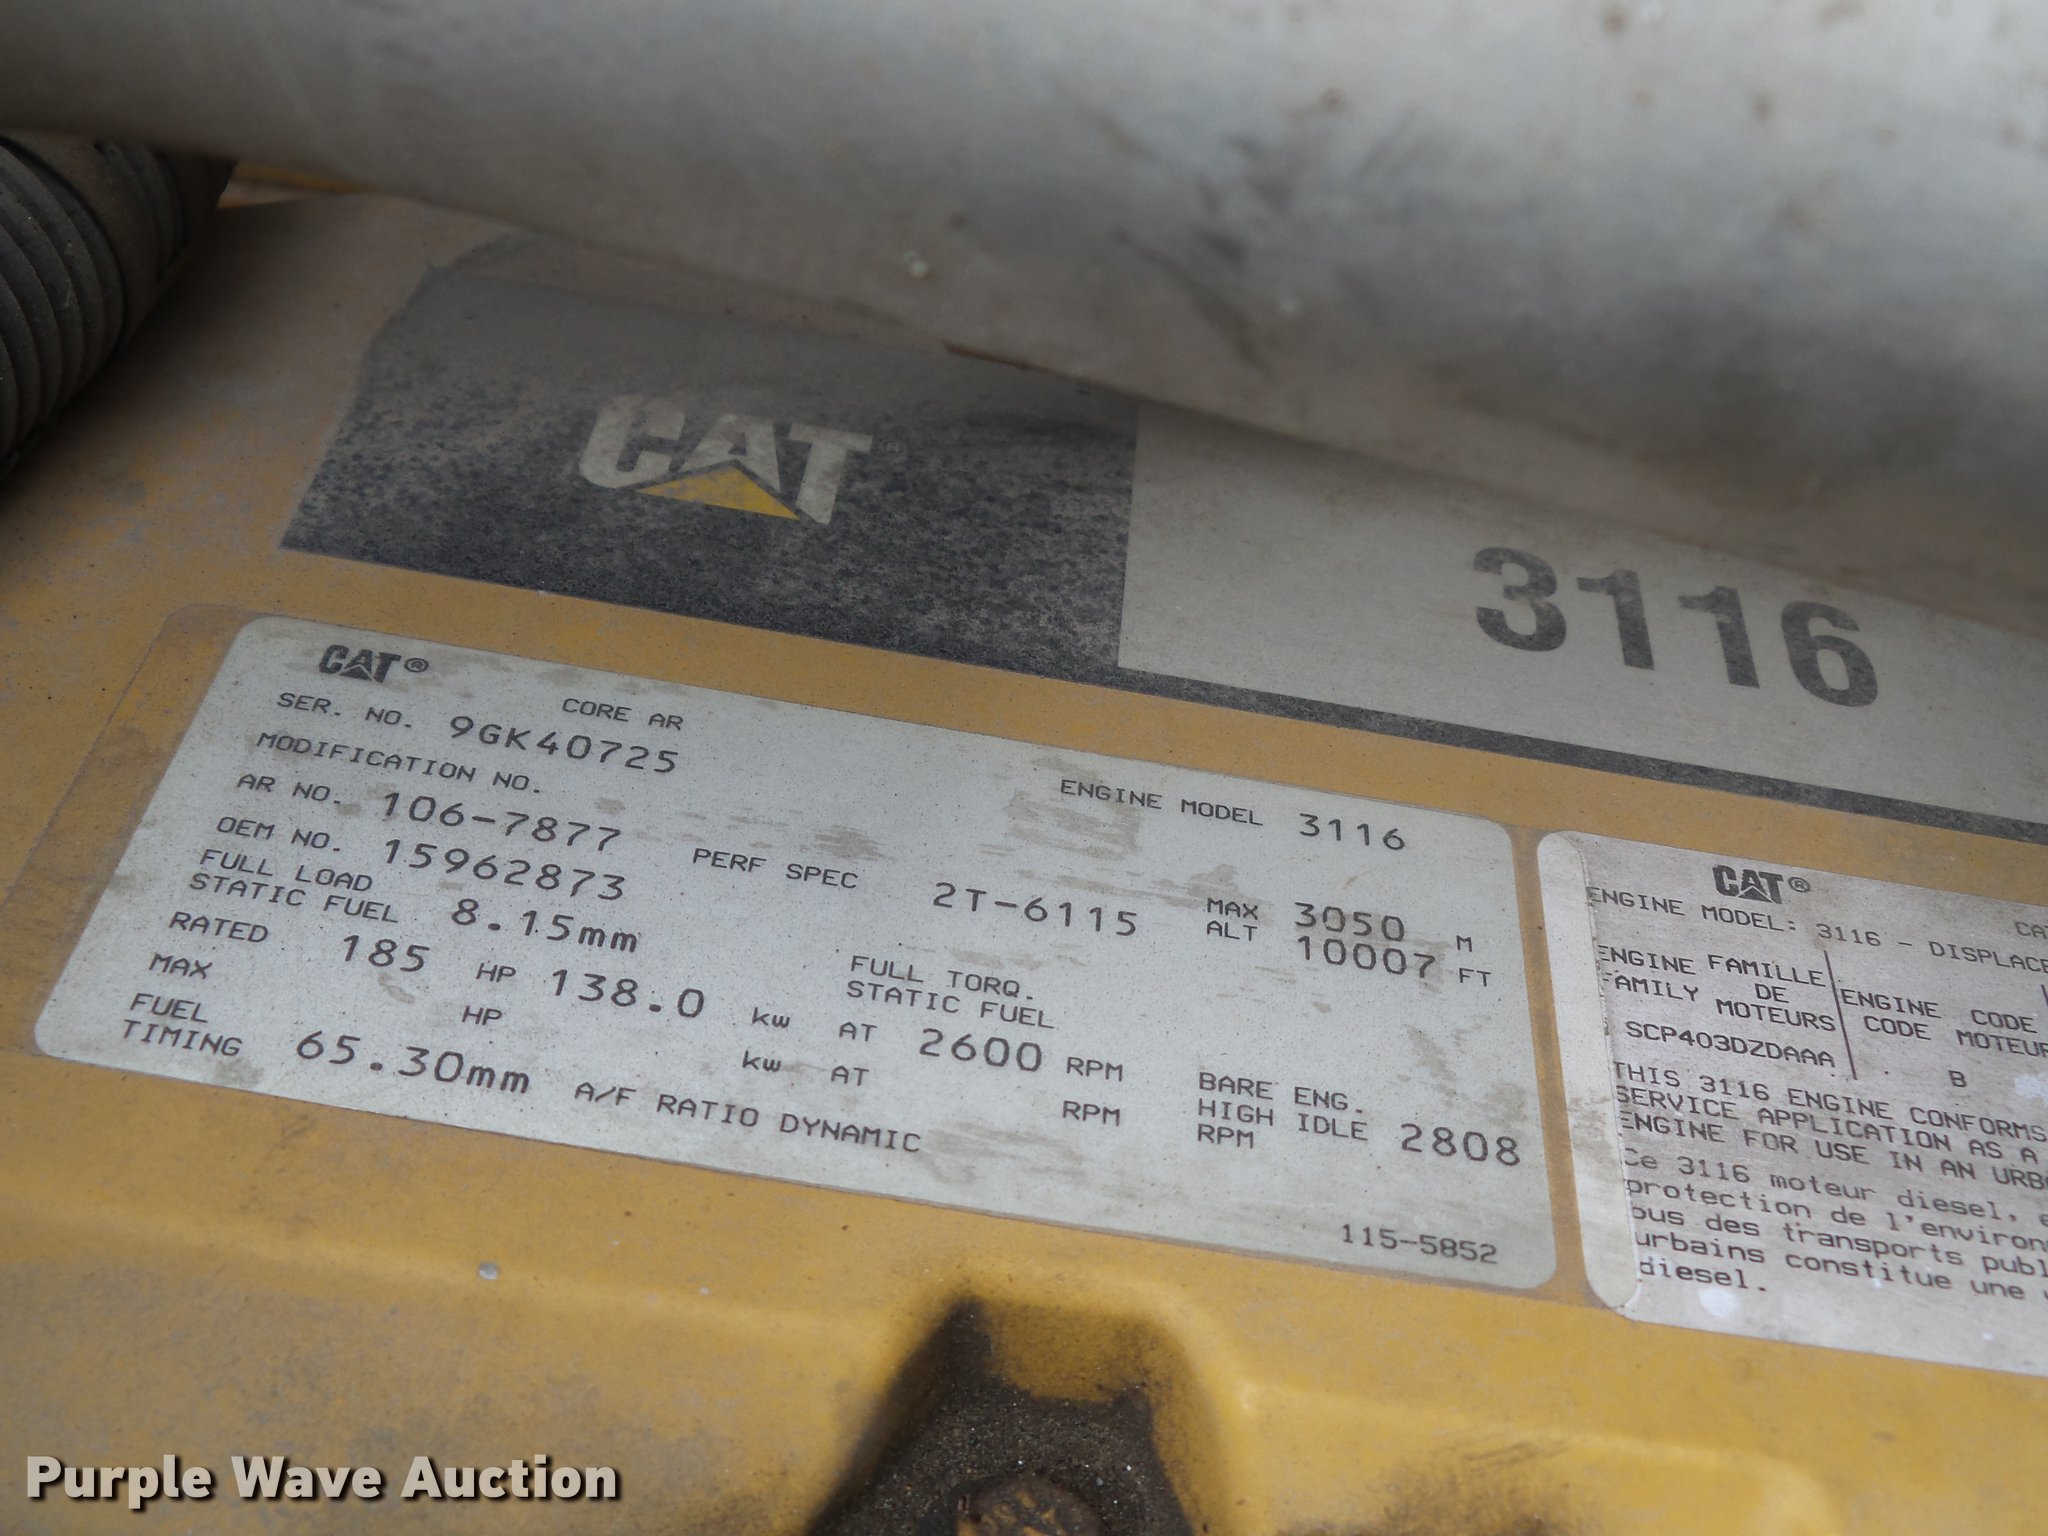 CAT
3116
CAT®
SER. NO. 9GK40725 CORE AR
MODIFICATION NO. ENGINE MODEL 3116
AR NO. 106-7877
OEM NO. 15962873 PERF SPEC 2T-6115 MAX ALT 3050 M
10007 FT
FULL LOAD
STATIC FUEL 8.15mm FULL TORQ.
STATIC FUEL
RATED 185 HP 138.0 kw AT 2600 RPM
MAX HP kw AT RPM
BARE ENG.
HIGH IDLE 2808
RPM
FUEL
TIMING 65.30mm A/F RATIO DYNAMIC
115-5852
CAT®
ENGINE MODEL: 3116 - DISPLACE
ENGINE FAMILLE
FAMILY DE
MOTEURS
ENGINE CODE
CODE MOTEUR
SCP403DZDAAA B
THIS 3116 ENGINE CONFORMS
SERVICE APPLICATION AS A
ENGINE FOR USE IN AN URB
Ce 3116 moteur diesel,
protection de l'environ
bus des transports publ
urbains constitue une
diesel.
Purple Wave Auction